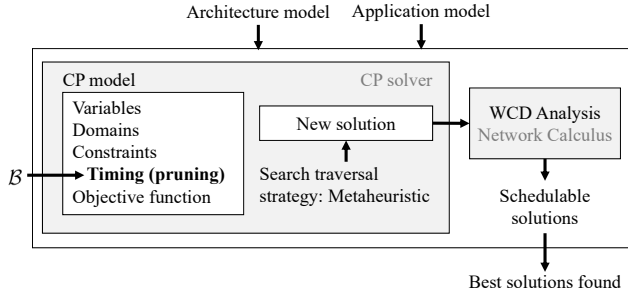 Architecture model
Application model
CP model
CP solver
Variables
Domains
Constraints
Timing (pruning)
Objective function
ℬ
New solution
Search traversal
strategy: Metaheuristic
WCD Analysis
Network Calculus
Schedulable
solutions
Best solutions found